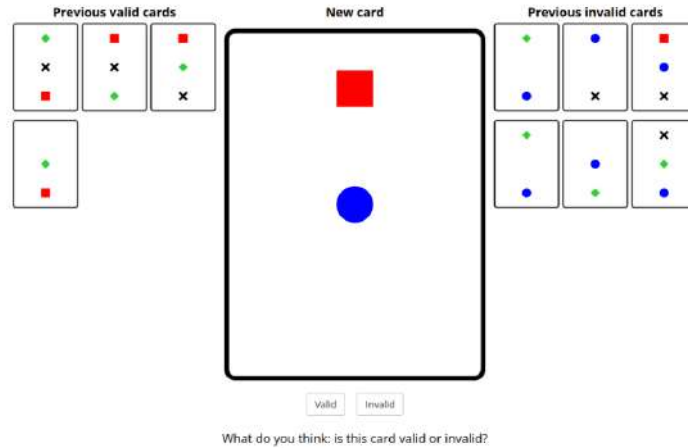 Previous valid cards
New card
Previous invalid cards
Valid
Invalid
What do you think: is this card valid or invalid?